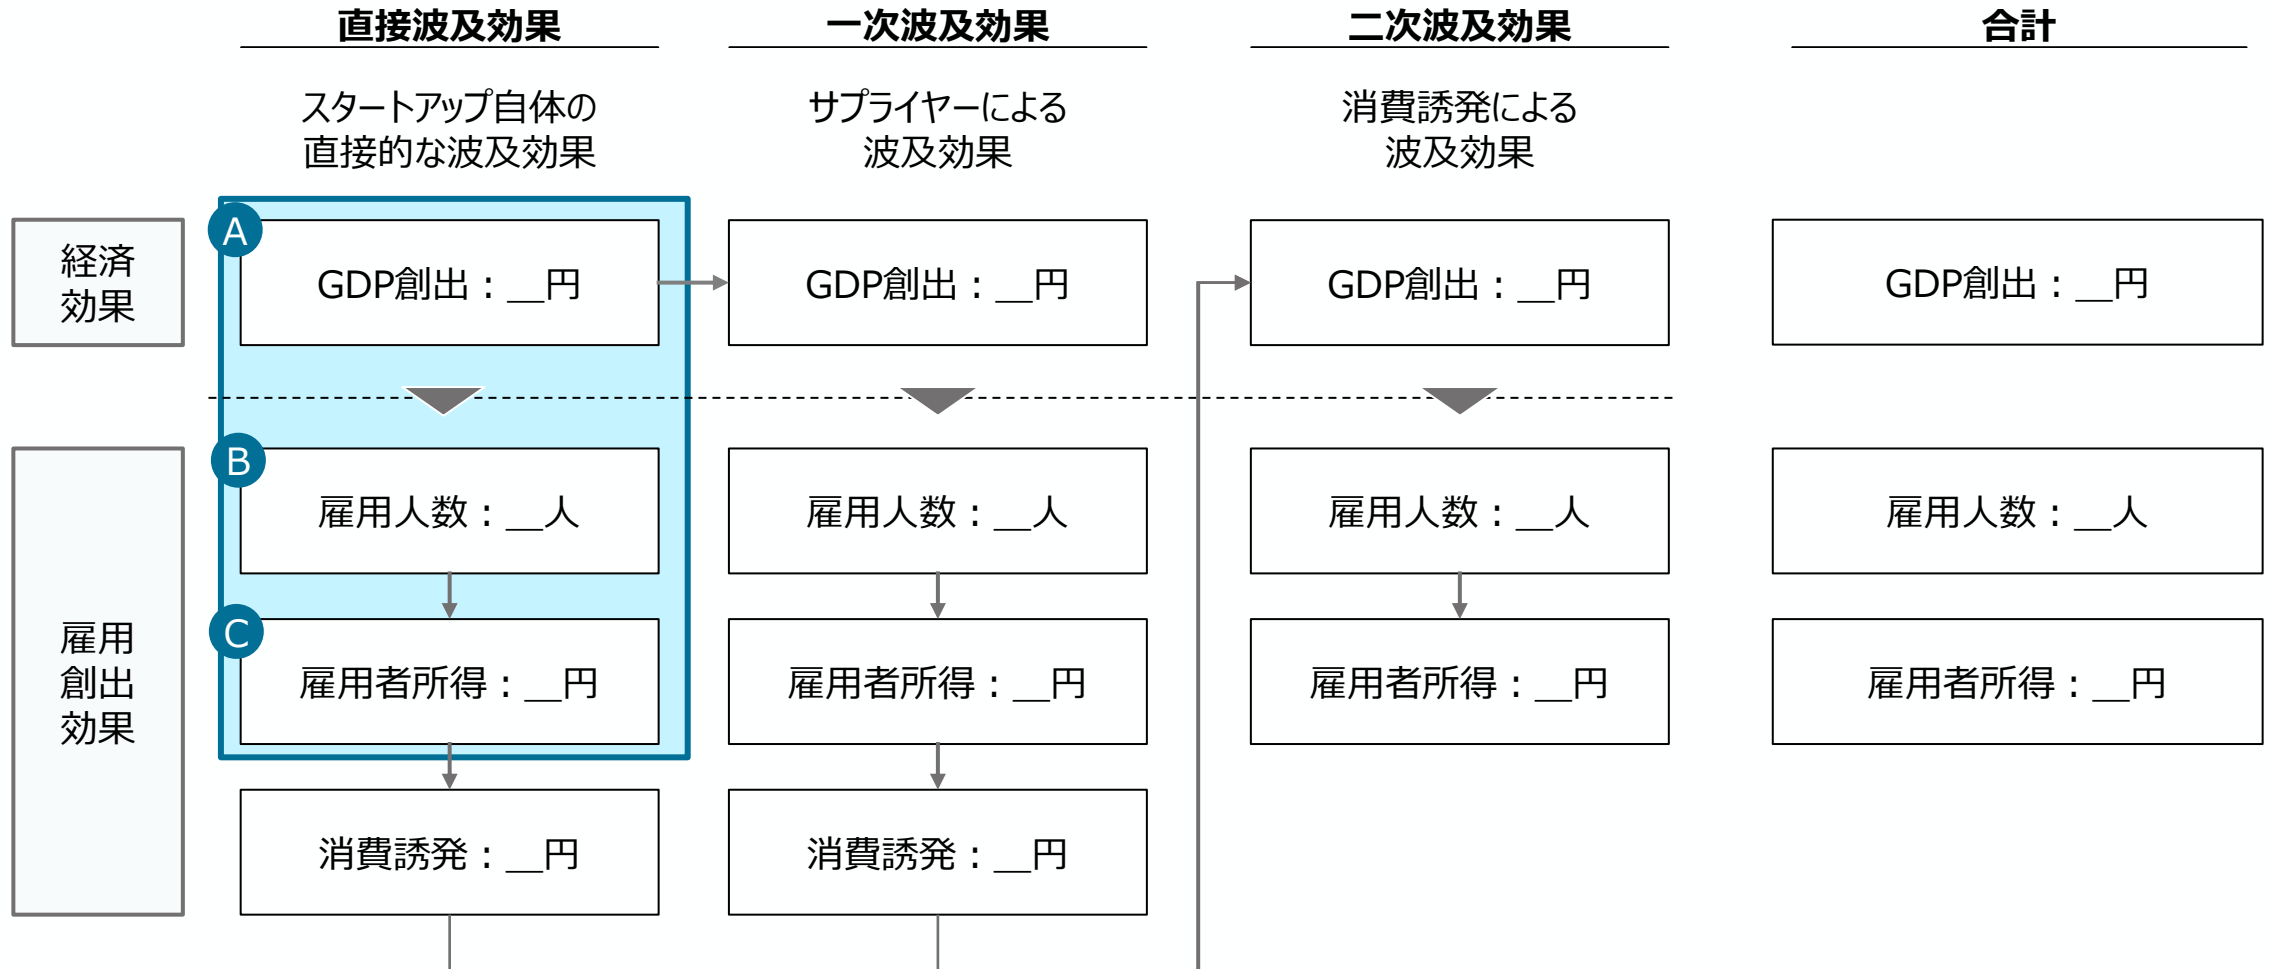 直接波及効果
一次波及効果
二次波及効果
合計
スタートアップ自体の
直接的な波及効果
サプライヤーによる
波及効果
消費誘発による
波及効果
経済
効果
A
GDP創出：__円
GDP創出：__円
GDP創出：__円
GDP創出：__円
雇用
創出
効果
B
雇用人数：__人
雇用人数：__人
雇用人数：__人
雇用人数：__人
C
雇用者所得：__円
雇用者所得：__円
雇用者所得：__円
雇用者所得：__円
消費誘発：__円
消費誘発：__円